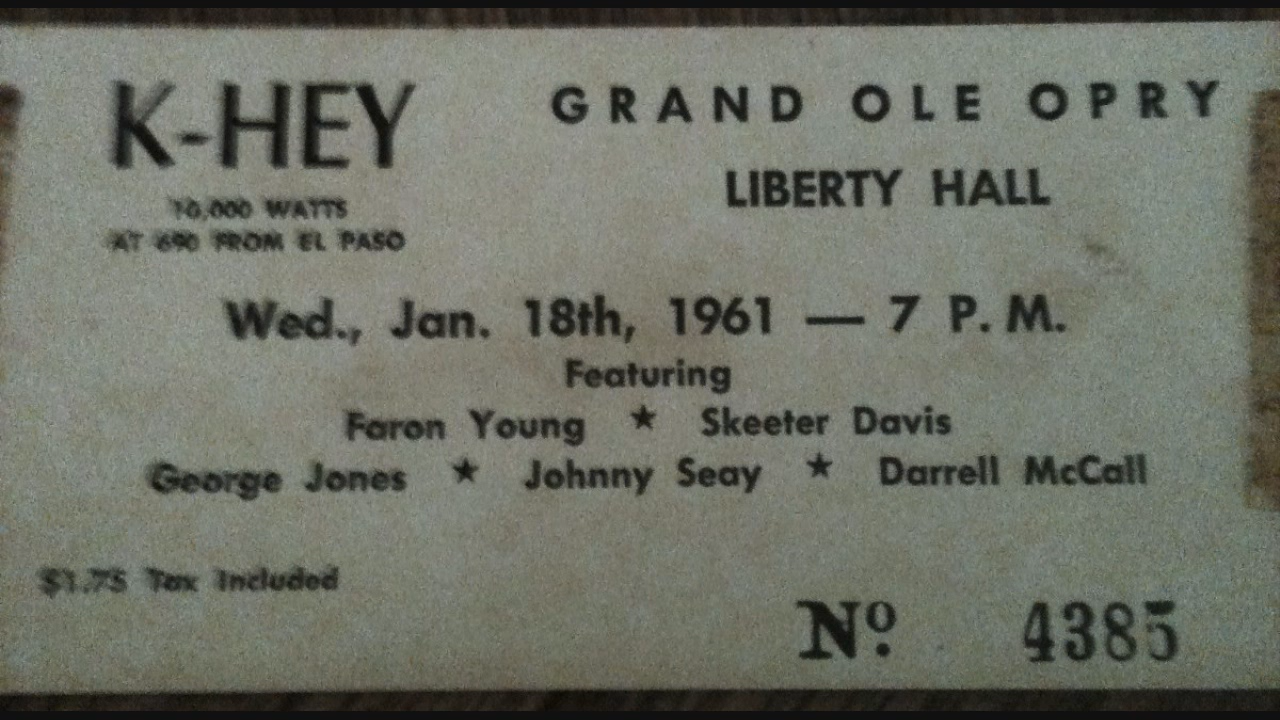 K-HEY
10,000 WATTS
AT 690 FROM EL PASO
GRAND OLE OPRY
LIBERTY HALL
Wed., Jan. 18th, 1961 — 7 P. M.
Featuring
Faron Young ★ Skeeter Davis
George Jones ★ Johnny Seay ★ Darrell McCall
$1.75 Tax Included
Nº 4385